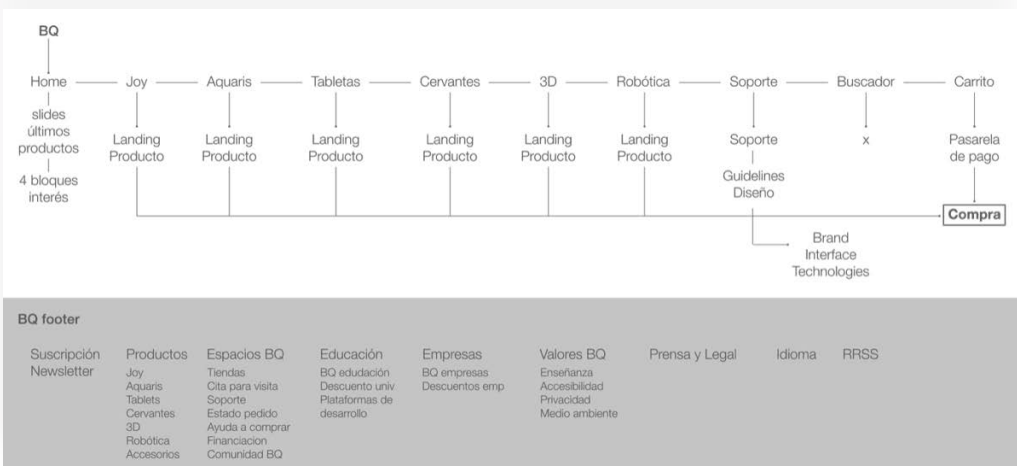 BQ
Home
Joy
Aquaris
Tabletas
Cervantes
3D
Robótica
Soporte
Buscador
Carrito
slides
últimos
productos
4 bloques
interés
Landing
Producto
Landing
Producto
Landing
Producto
Landing
Producto
Landing
Producto
Landing
Producto
Soporte
Guidelines
Diseño
x
Pasarela
de pago
Compra
Brand
Interface
Technologies
BQ footer
Suscripción
Newsletter
Productos
Joy
Aquaris
Tablets
Cervantes
3D
Robótica
Accesorios
Espacios BQ
Tiendas
Cita para visita
Soporte
Estado pedido
Ayuda a comprar
Financiacion
Comunidad BQ
Educación
BQ edudación
Descuento univ
Plataformas de
desarrollo
Empresas
BQ empresas
Descuentos emp
Valores BQ
Enseñanza
Accesibilidad
Privacidad
Medio ambiente
Prensa y Legal
Idioma
RRSS